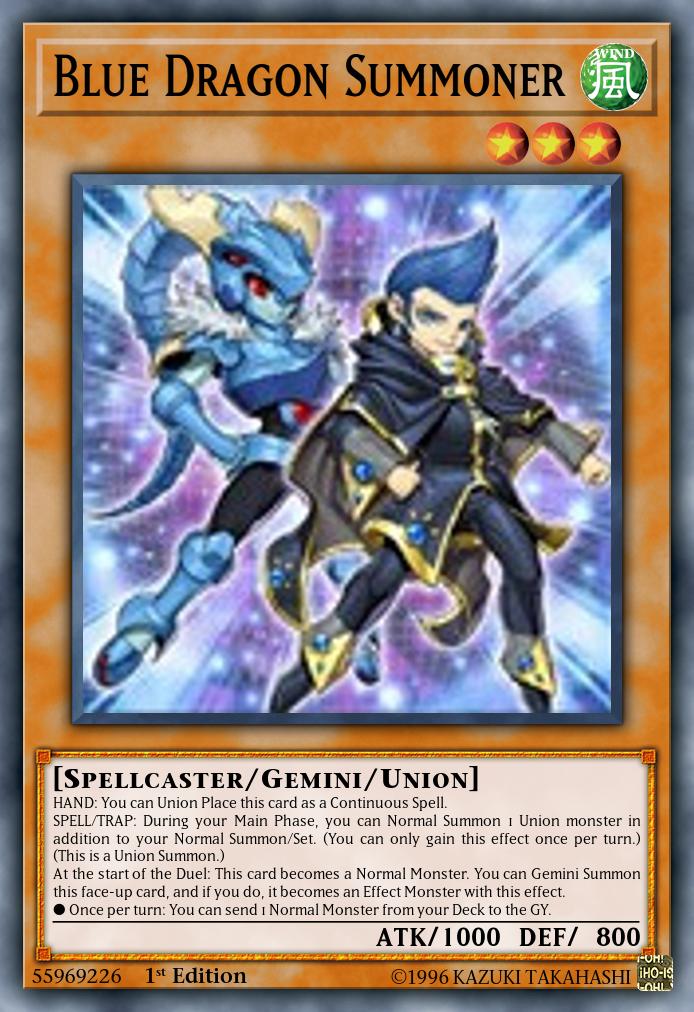 BLUE DRAGON SUMMONER
WIND
風
[SPELLCASTER/GEMINI/UNION]
HAND: You can Union Place this card as a Continuous Spell.
SPELL/TRAP: During your Main Phase, you can Normal Summon 1 Union monster in
addition to your Normal Summon/Set. (You can only gain this effect once per turn.)
(This is a Union Summon.)
At the start of the Duel: This card becomes a Normal Monster. You can Gemini Summon
this face-up card, and if you do, it becomes an Effect Monster with this effect.
● Once per turn: You can send 1 Normal Monster from your Deck to the GY.
ATK/1000 DEF/ 800
55969226 1st Edition ©1996 KAZUKI TAKAHASHI